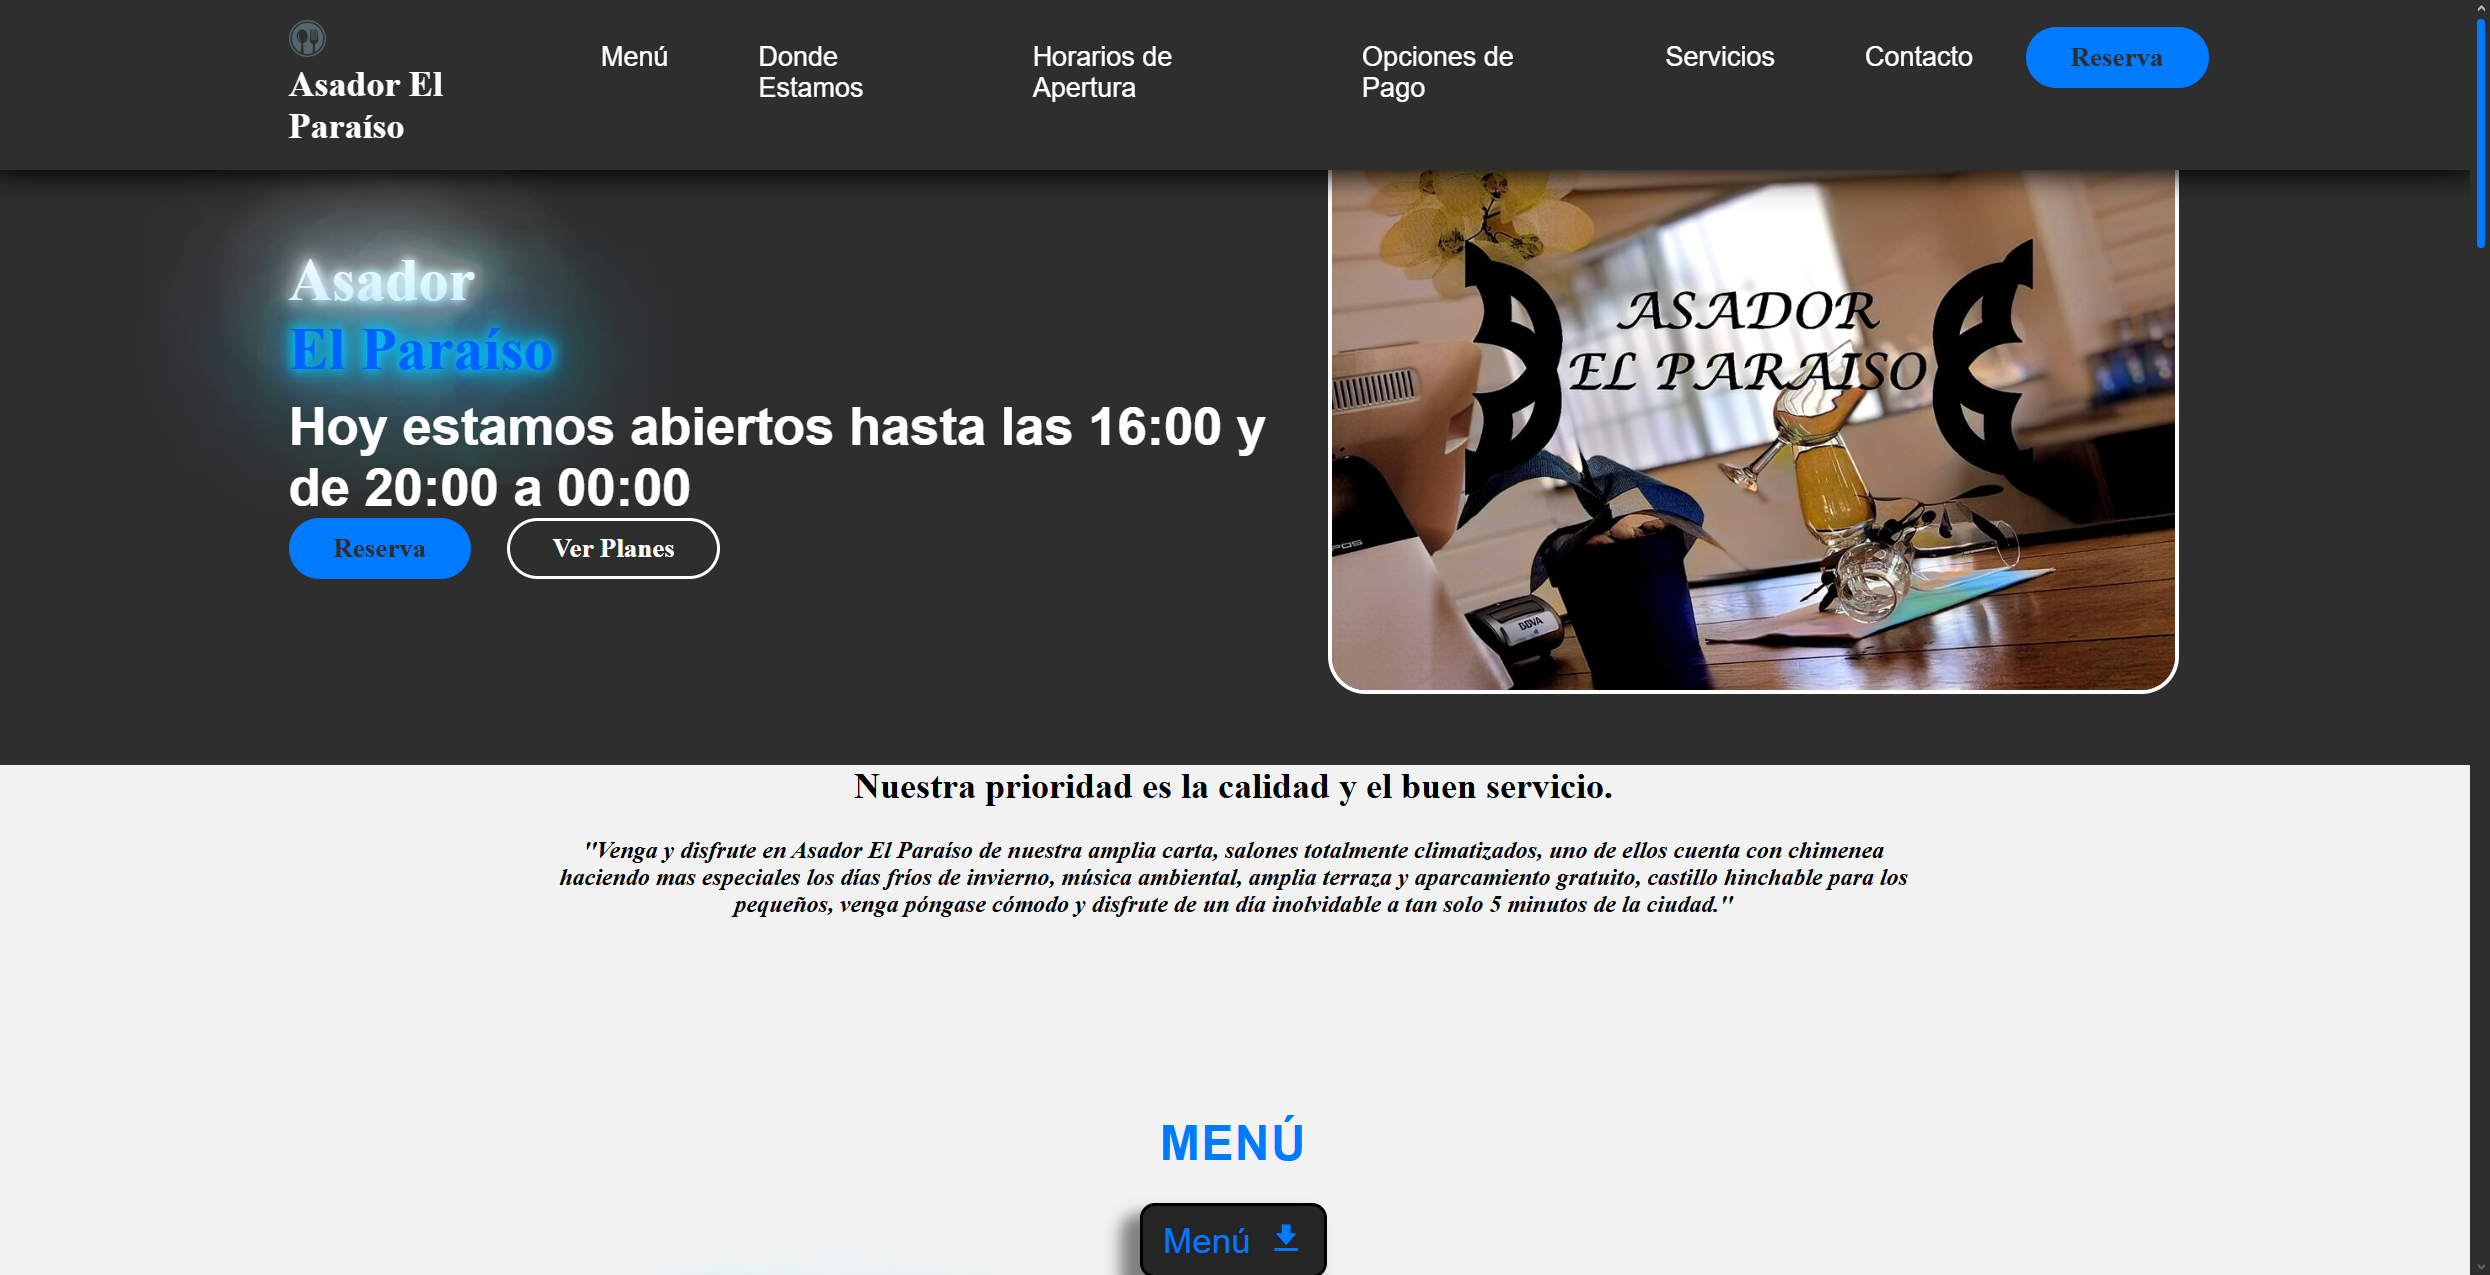 Asador El
Paraíso
Menú
Donde
Estamos
Horarios de
Apertura
Opciones de
Pago
Servicios
Contacto
Reserva
Asador
El Paraíso
Hoy estamos abiertos hasta las 16:00 y
de 20:00 a 00:00
Reserva
Ver Planes
ASADOR
EL PARAISO
POS
BBVA
Nuestra prioridad es la calidad y el buen servicio.
"Venga y disfrute en Asador El Paraíso de nuestra amplia carta, salones totalmente climatizados, uno de ellos cuenta con chimenea
haciendo mas especiales los días fríos de invierno, música ambiental, amplia terraza y aparcamiento gratuito, castillo hinchable para los
pequeños, venga póngase cómodo y disfrute de un día inolvidable a tan solo 5 minutos de la ciudad."
MENÚ
Menú